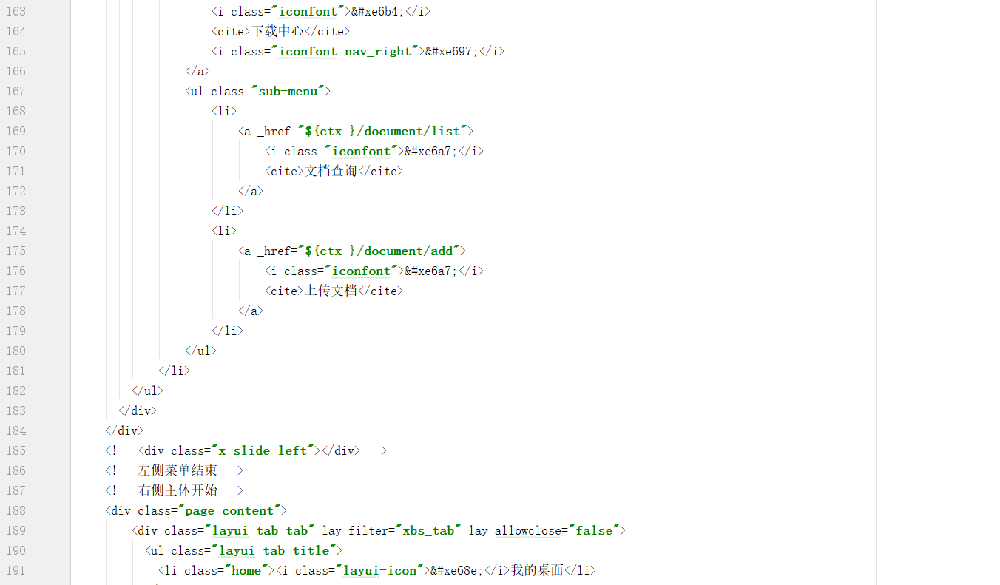 163 <i class="iconfont">&#xe6b4;</i>
164 <cite>下载中心</cite>
165 <i class="iconfont nav_right">&#xe697;</i>
166 </a>
167 <ul class="sub-menu">
168 <li>
169 <a _href="${ctx }/document/list">
170 <i class="iconfont">&#xe6a7;</i>
171 <cite>文档查询</cite>
172 </a>
173 </li>
174 <li>
175 <a _href="${ctx }/document/add">
176 <i class="iconfont">&#xe6a7;</i>
177 <cite>上传文档</cite>
178 </a>
179 </li>
180 </ul>
181 </li>
182 </ul>
183 </div>
184 </div>
185 <!-- <div class="x-slide_left"></div> -->
186 <!-- 左侧菜单结束 -->
187 <!-- 右侧主体开始 -->
188 <div class="page-content">
189 <div class="layui-tab tab" lay-filter="xbs_tab" lay-allowclose="false">
190 <ul class="layui-tab-title">
191 <li class="home"><i class="layui-icon">&#xe68e;</i>我的桌面</li>